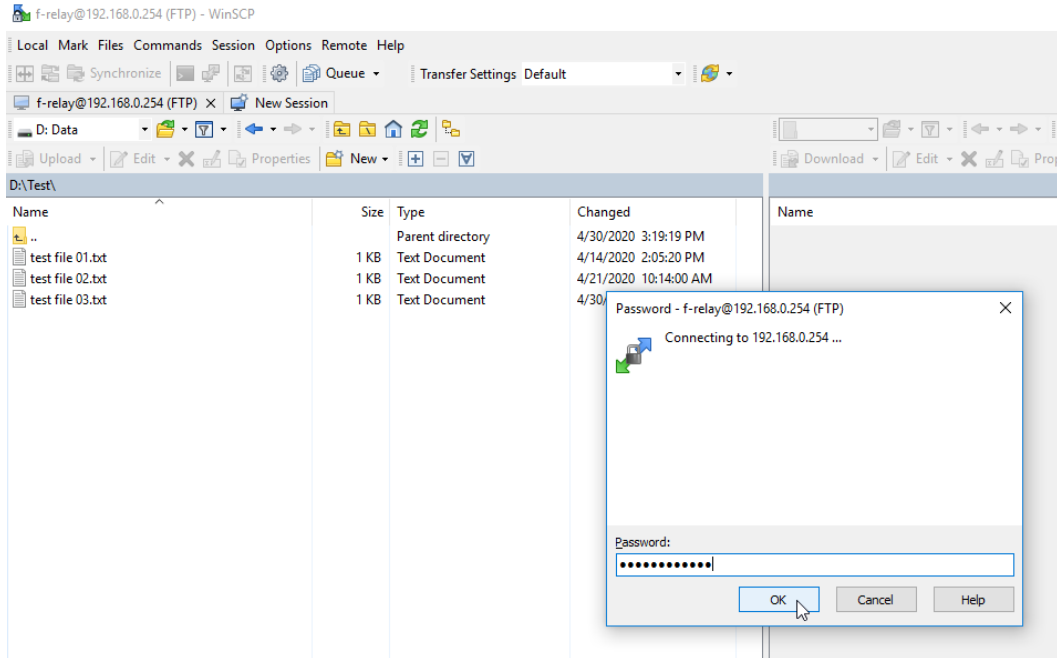 f-relay@192.168.0.254 (FTP) - WinSCP
Local Mark Files Commands Session Options Remote Help
Synchronize Queue Transfer Settings Default
f-relay@192.168.0.254 (FTP) New Session
D: Data
Upload Edit Properties New Download Edit Prop
D:\Test\
Name Size Type Changed Name
.. Parent directory 4/30/2020 3:19:19 PM
test file 01.txt 1 KB Text Document 4/14/2020 2:05:20 PM
test file 02.txt 1 KB Text Document 4/21/2020 10:14:00 AM
test file 03.txt 1 KB Text Document 4/30/
Password - f-relay@192.168.0.254 (FTP)
Connecting to 192.168.0.254 ...
Password:
●●●●●●●●●●●●
OK Cancel Help